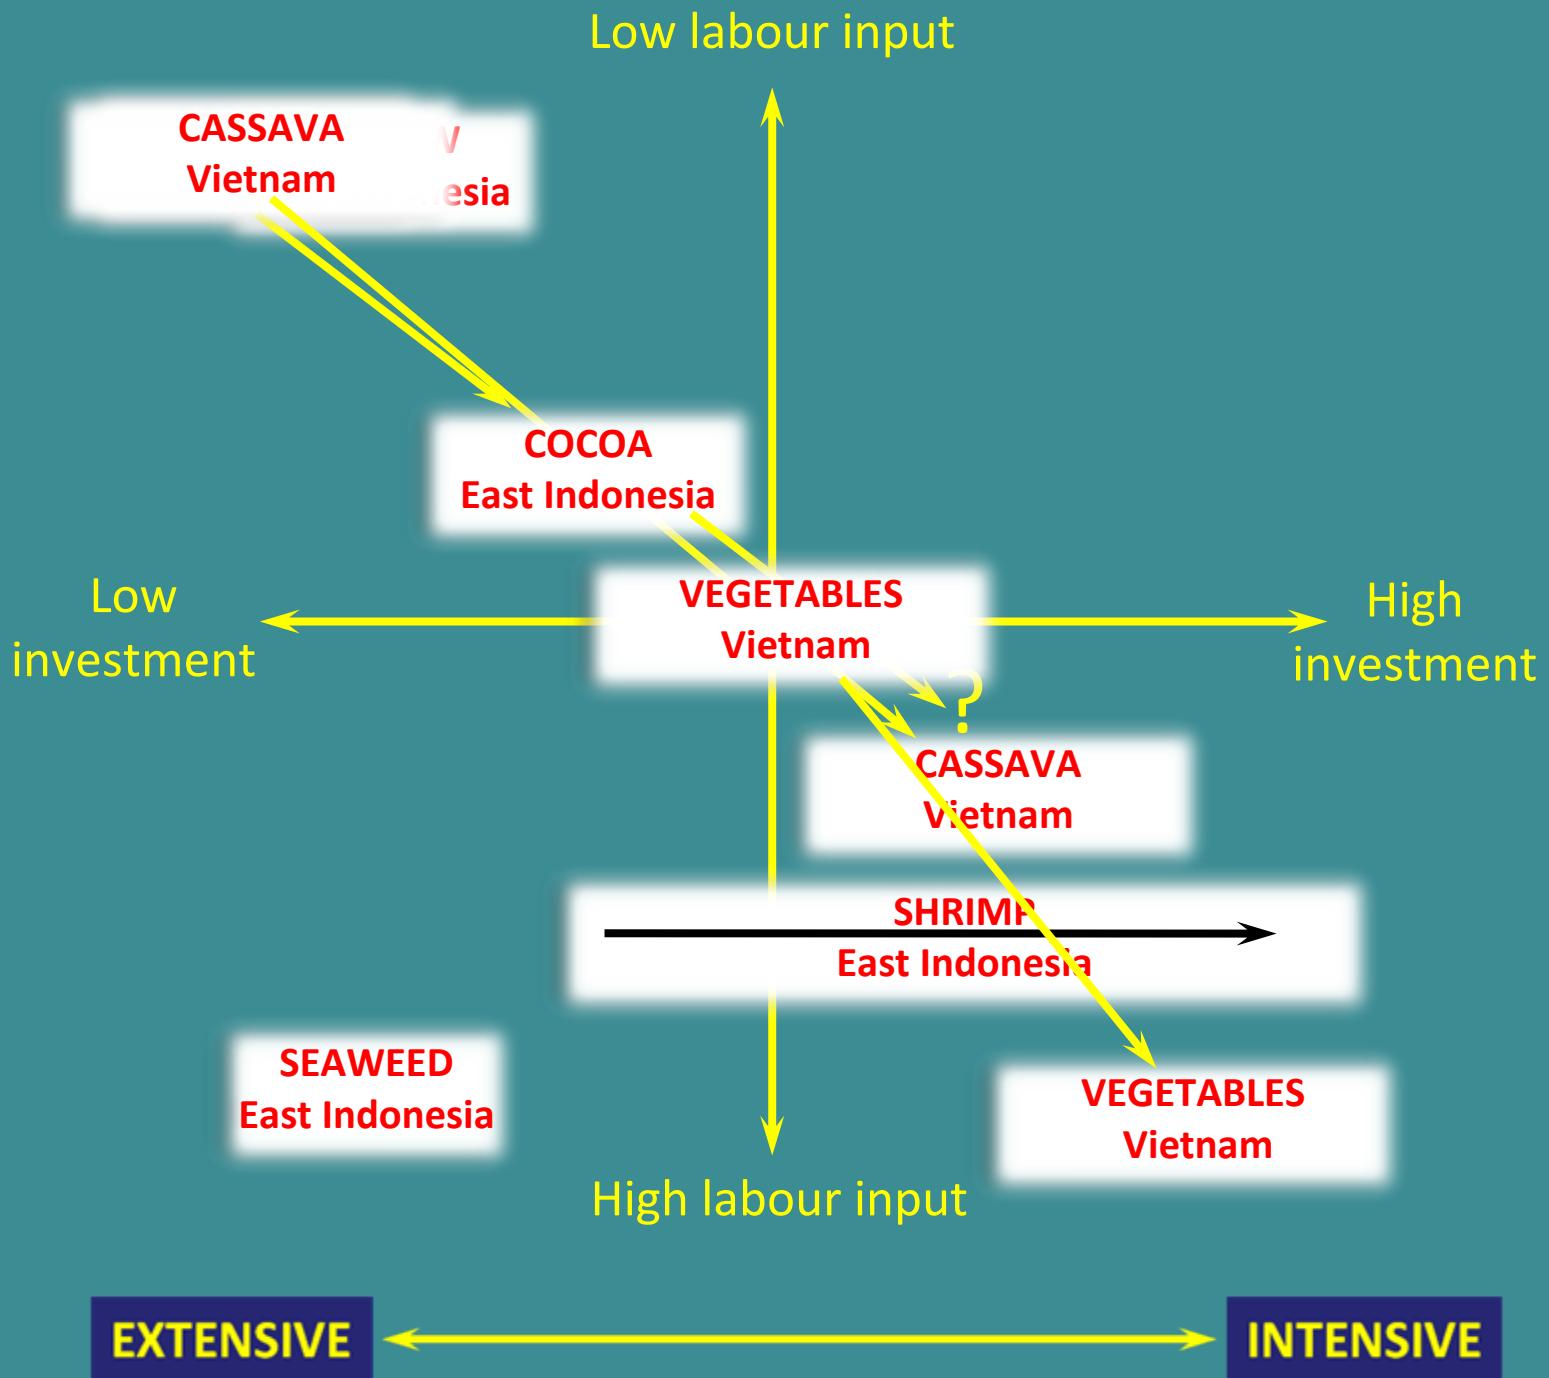 Low labour input
CASSAVA
Vietnam
esia
COCOA
East Indonesia
VEGETABLES
Vietnam
Low
investment
High
investment
?
CASSAVA
Vietnam
SHRIMP
East Indonesia
SEAWEED
East Indonesia
VEGETABLES
Vietnam
High labour input
EXTENSIVE
INTENSIVE